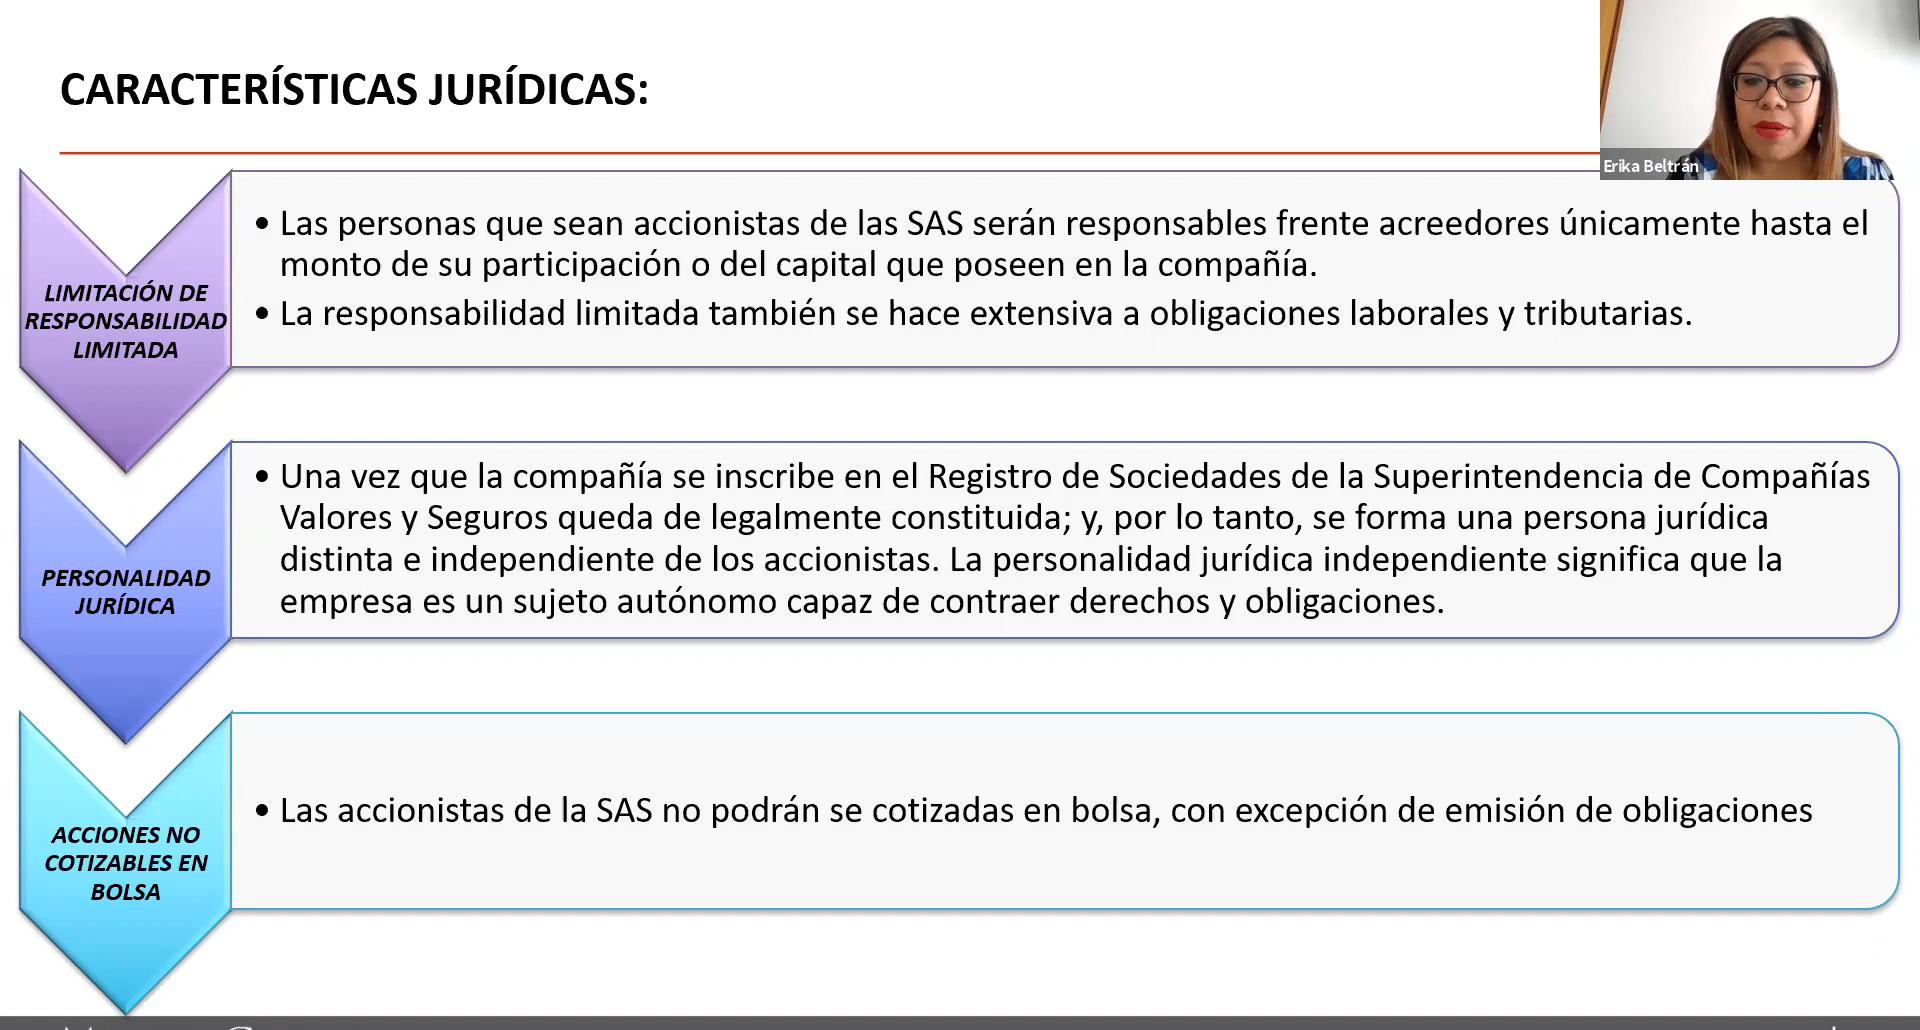 CARACTERÍSTICAS JURÍDICAS:
Erika Beltrán
LIMITACIÓN DE
RESPONSABILIDAD
LIMITADA
• Las personas que sean accionistas de las SAS serán responsables frente acreedores únicamente hasta el
monto de su participación o del capital que poseen en la compañía.
• La responsabilidad limitada también se hace extensiva a obligaciones laborales y tributarias.
PERSONALIDAD
JURÍDICA
• Una vez que la compañía se inscribe en el Registro de Sociedades de la Superintendencia de Compañías
Valores y Seguros queda de legalmente constituida; y, por lo tanto, se forma una persona jurídica
distinta e independiente de los accionistas. La personalidad jurídica independiente significa que la
empresa es un sujeto autónomo capaz de contraer derechos y obligaciones.
ACCIONES NO
COTIZABLES EN
BOLSA
• Las accionistas de la SAS no podrán se cotizadas en bolsa, con excepción de emisión de obligaciones